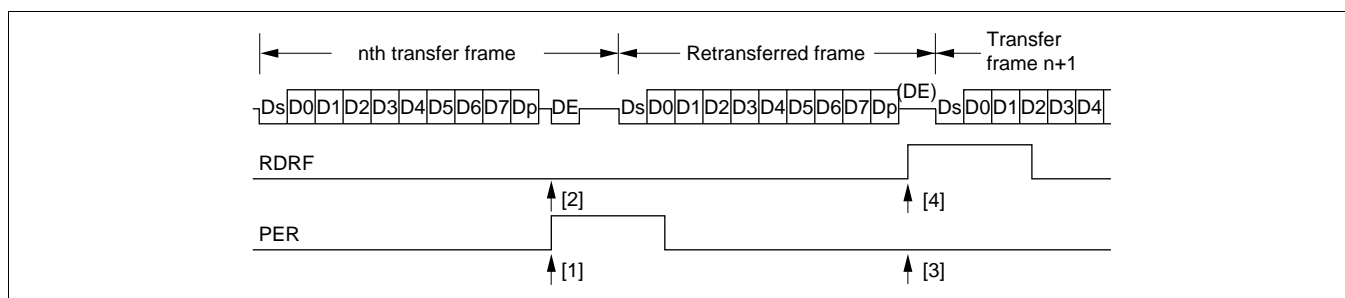 nth transfer frame
Retransferred frame
Transfer
frame n+1
Ds D0 D1 D2 D3 D4 D5 D6 D7 Dp DE Ds D0 D1 D2 D3 D4 D5 D6 D7 Dp (DE) Ds D0 D1 D2 D3 D4
RDRF
[2] [4]
PER
[1] [3]